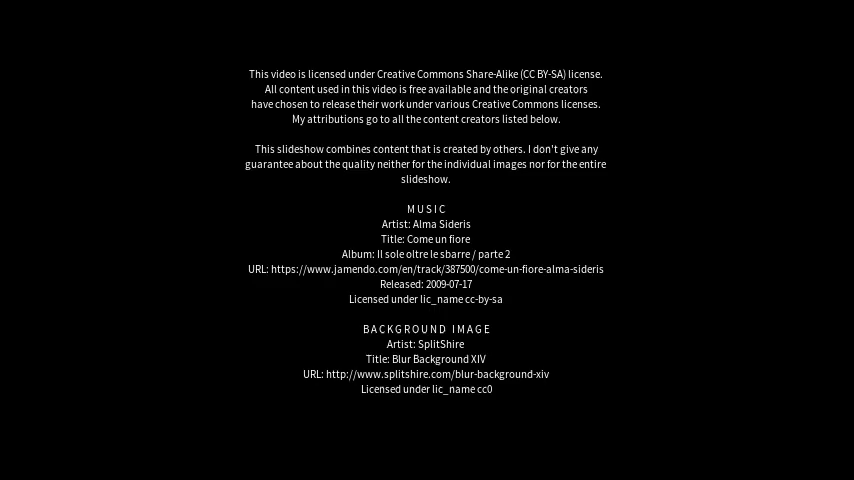 This video is licensed under Creative Commons Share-Alike (CC BY-SA) license.
All content used in this video is free available and the original creators
have chosen to release their work under various Creative Commons licenses.
My attributions go to all the content creators listed below.
This slideshow combines content that is created by others. I don't give any
guarantee about the quality neither for the individual images nor for the entire
slideshow.
MUSIC
Artist: Alma Sideris
Title: Come un fiore
Album: Il sole oltre le sbarre / parte 2
URL: https://www.jamendo.com/en/track/387500/come-un-fiore-alma-sideris
Released: 2009-07-17
Licensed under lic_name cc-by-sa
BACKGROUND IMAGE
Artist: SplitShire
Title: Blur Background XIV
URL: http://www.splitshire.com/blur-background-xiv
Licensed under lic_name cc0